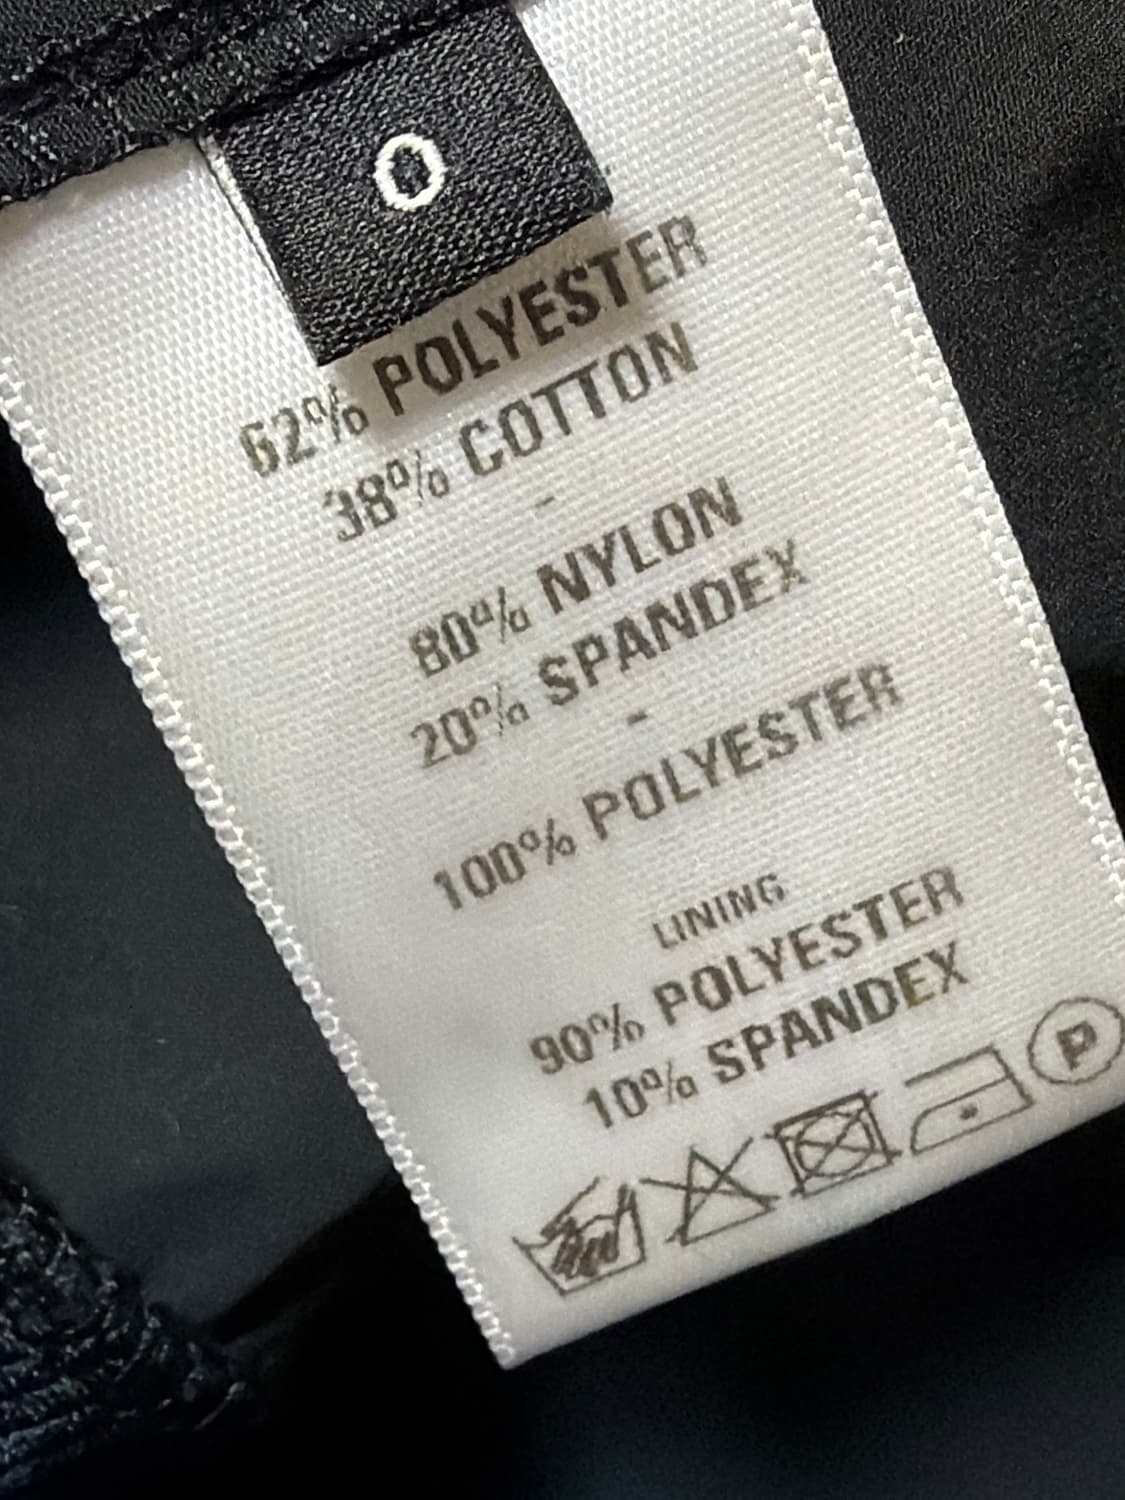 0
62% POLYESTER
38% COTTON
-
80% NYLON
20% SPANDEX
-
100% POLYESTER
LINING
90% POLYESTER
10% SPANDEX
P